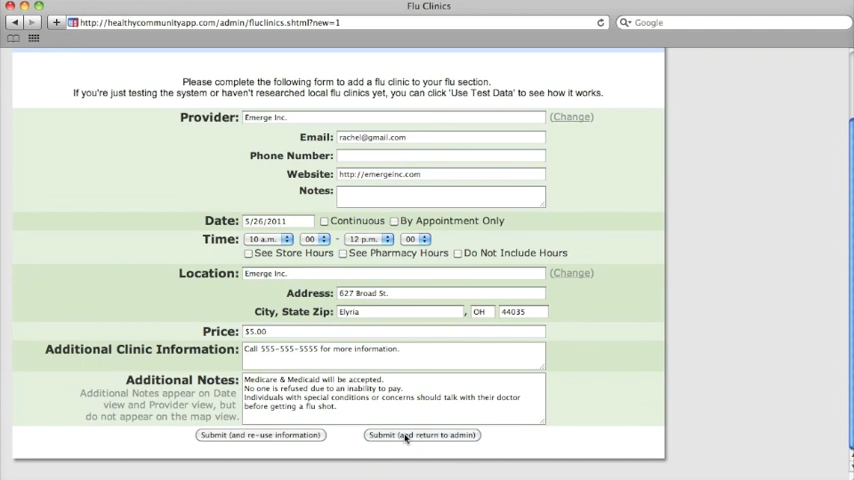 Flu Clinics
http://healthycommunityapp.com/admin/fluclinics.shtml?new=1
Google
Please complete the following form to add a flu clinic to your flu section.
If you're just testing the system or haven't researched local flu clinics yet, you can click 'Use Test Data' to see how it works.
Provider: Emerge Inc. (Change)
Email: rachel@gmail.com
Phone Number:
Website: http://emergeinc.com
Notes:
Date: 5/26/2011 Continuous By Appointment Only
Time: 10 a.m. 00 - 12 p.m. 00
See Store Hours See Pharmacy Hours Do Not Include Hours
Location: Emerge Inc. (Change)
Address: 627 Broad St.
City, State Zip: Elyria , OH 44035
Price: $5.00
Additional Clinic Information: Call 555-555-5555 for more information.
Additional Notes:
Additional Notes appear on Date
view and Provider view, but
do not appear on the map view.
Medicare & Medicaid will be accepted.
No one is refused due to an inability to pay.
Individuals with special conditions or concerns should talk with their doctor
before getting a flu shot.
Submit (and re-use information) Submit (and return to admin)